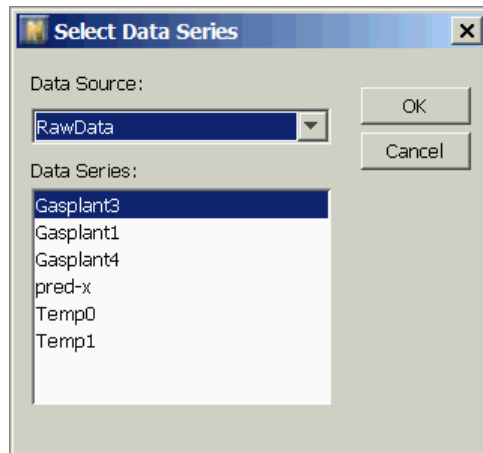 Select Data Series
Data Source:
RawData
OK
Cancel
Data Series:
Gasplant3
Gasplant1
Gasplant4
pred-x
Temp0
Temp1